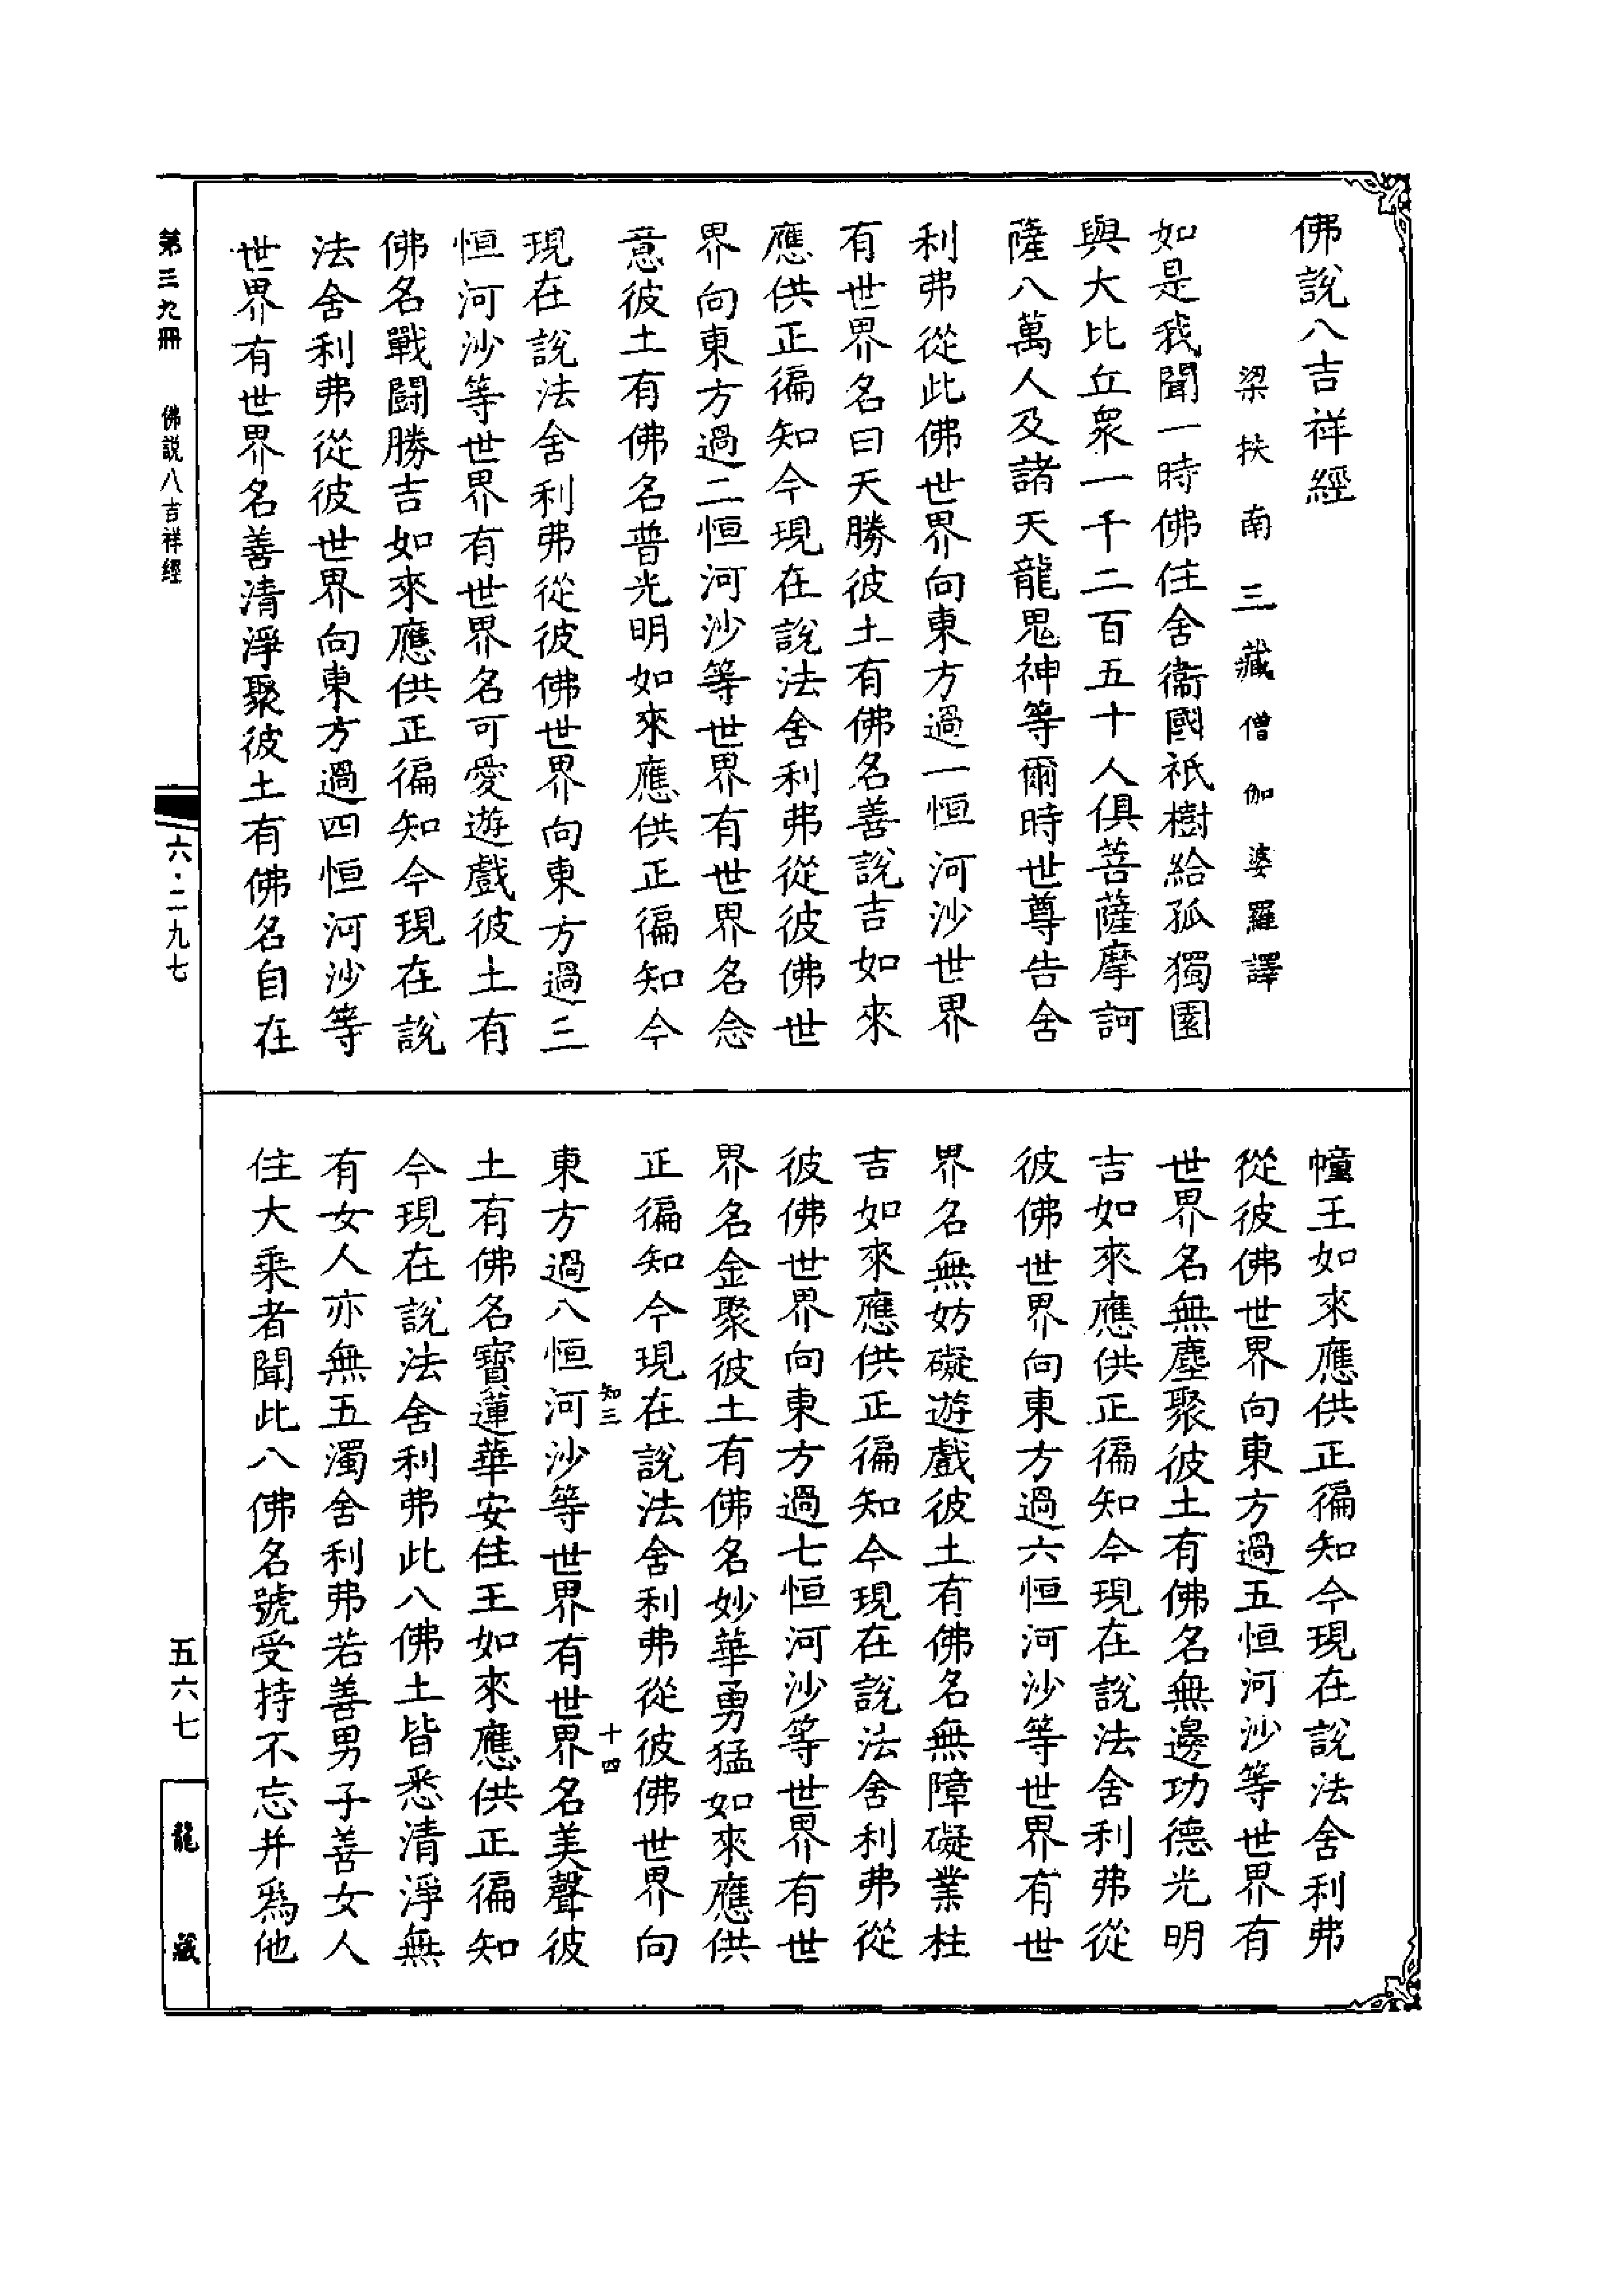 佛說八吉祥經
梁扶南三藏僧伽婆羅譯
如是我聞一時佛住舍衞國祇樹給孤獨園
與大比丘衆一千二百五十人俱菩薩摩訶
薩八萬人及諸天龍鬼神等爾時世尊告舍
利弗從此佛世界向東方過一恒河沙世界
有世界名曰天勝彼土有佛名善說吉如來
應供正徧知今現在說法舍利弗從彼佛世
界向東方過二恒河沙等世界有世界名念
意彼土有佛名普光明如來應供正徧知今
現在說法舍利弗從彼佛世界向東方過三
恒河沙等世界有世界名可愛遊戲彼土有
佛名戰鬪勝吉如來應供正徧知今現在說
法舍利弗從彼世界向東方過四恒河沙等
世界有世界名善清淨聚彼土有佛名自在
幢王如來應供正徧知今現在說法舍利弗
從彼佛世界向東方過五恒河沙等世界有
世界名無塵聚彼土有佛名無邊功德光明
吉如來應供正徧知今現在說法舍利弗從
彼佛世界向東方過六恒河沙等世界有世
界名無妨礙遊戲彼土有佛名無障礙業柱
吉如來應供正徧知今現在說法舍利弗從
彼佛世界向東方過七恒河沙等世界有世
界名金聚彼土有佛名妙華勇猛如來應供
正徧知今現在說法舍利弗從彼佛世界向
知三 十四
東方過八恒河沙等世界有世界名美聲彼
土有佛名寶蓮華安住王如來應供正徧知
今現在說法舍利弗此八佛土皆悉清淨無
有女人亦無五濁舍利弗若善男子善女人
住大乘者聞此八佛名號受持不忘并爲他
第三九冊 佛説八吉祥經 六·二九七
五六七 龍藏